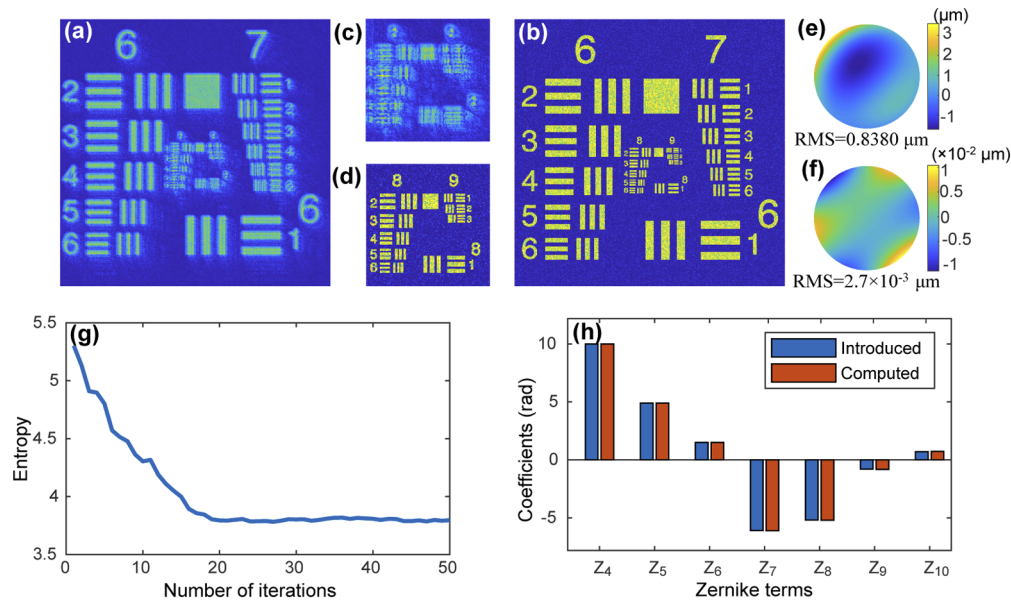 (a)
6 7
2
3
4
5
6
1
6
1
2
(c)
(d)
8 9
2
3
4
5
6
1
2
3
8
1
(b)
6 7
2
3
4
5
6
1
2
3
4
5
6
8 9
6
1
(e)
(µm)
3
2
1
0
-1
RMS=0.8380 µm
(f)
(×10⁻² µm)
1
0.5
0
-0.5
-1
RMS=2.7×10⁻³ µm
(g)
5.5
5
4.5
4
3.5
Entropy
0 10 20 30 40 50
Number of iterations
(h)
Introduced
Computed
10
5
0
-5
Coefficients (rad)
Z₄ Z₅ Z₆ Z₇ Z₈ Z₉ Z₁₀
Zernike terms